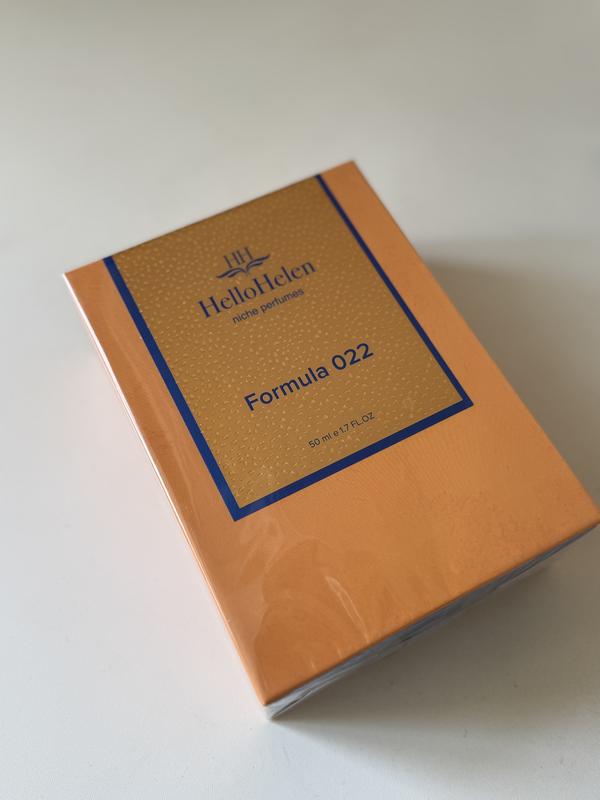 HH
HelloHelen
niche perfumes
Formula 022
50 ml e 1.7 FL.OZ